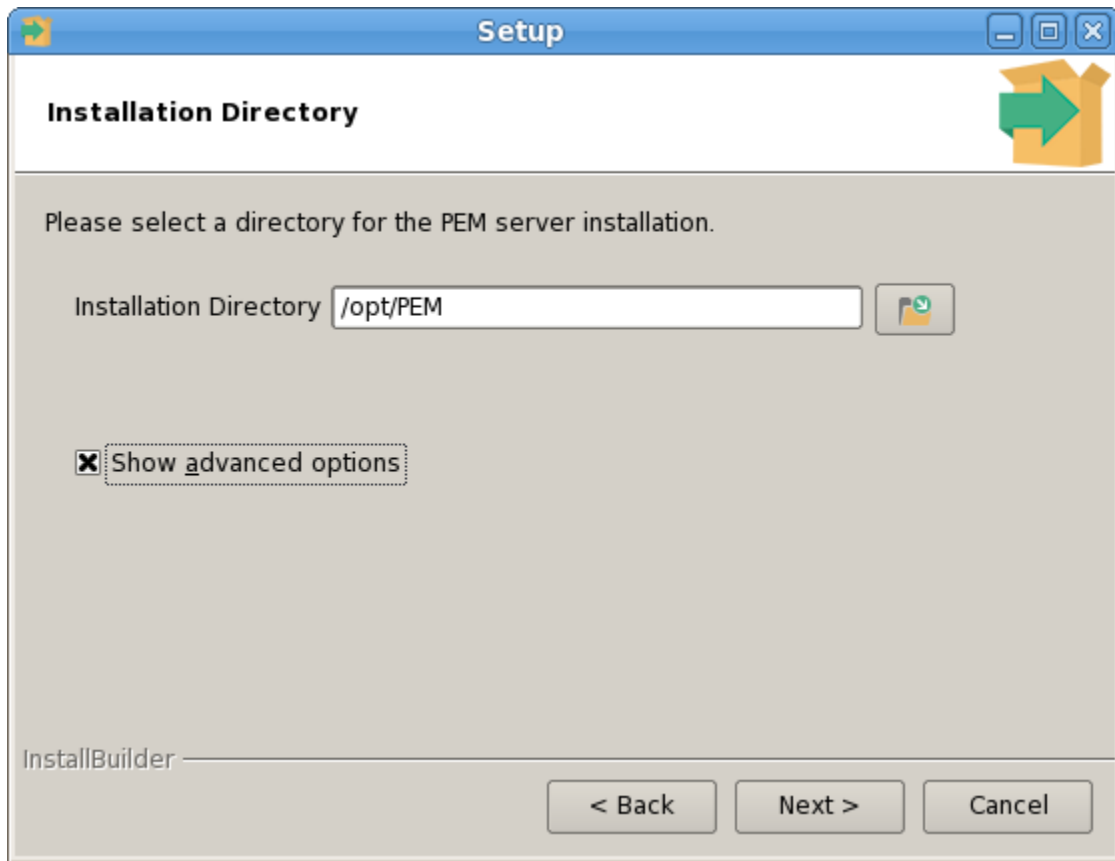 Setup
Installation Directory
Please select a directory for the PEM server installation.
Installation Directory /opt/PEM
Show advanced options
InstallBuilder
< Back Next > Cancel